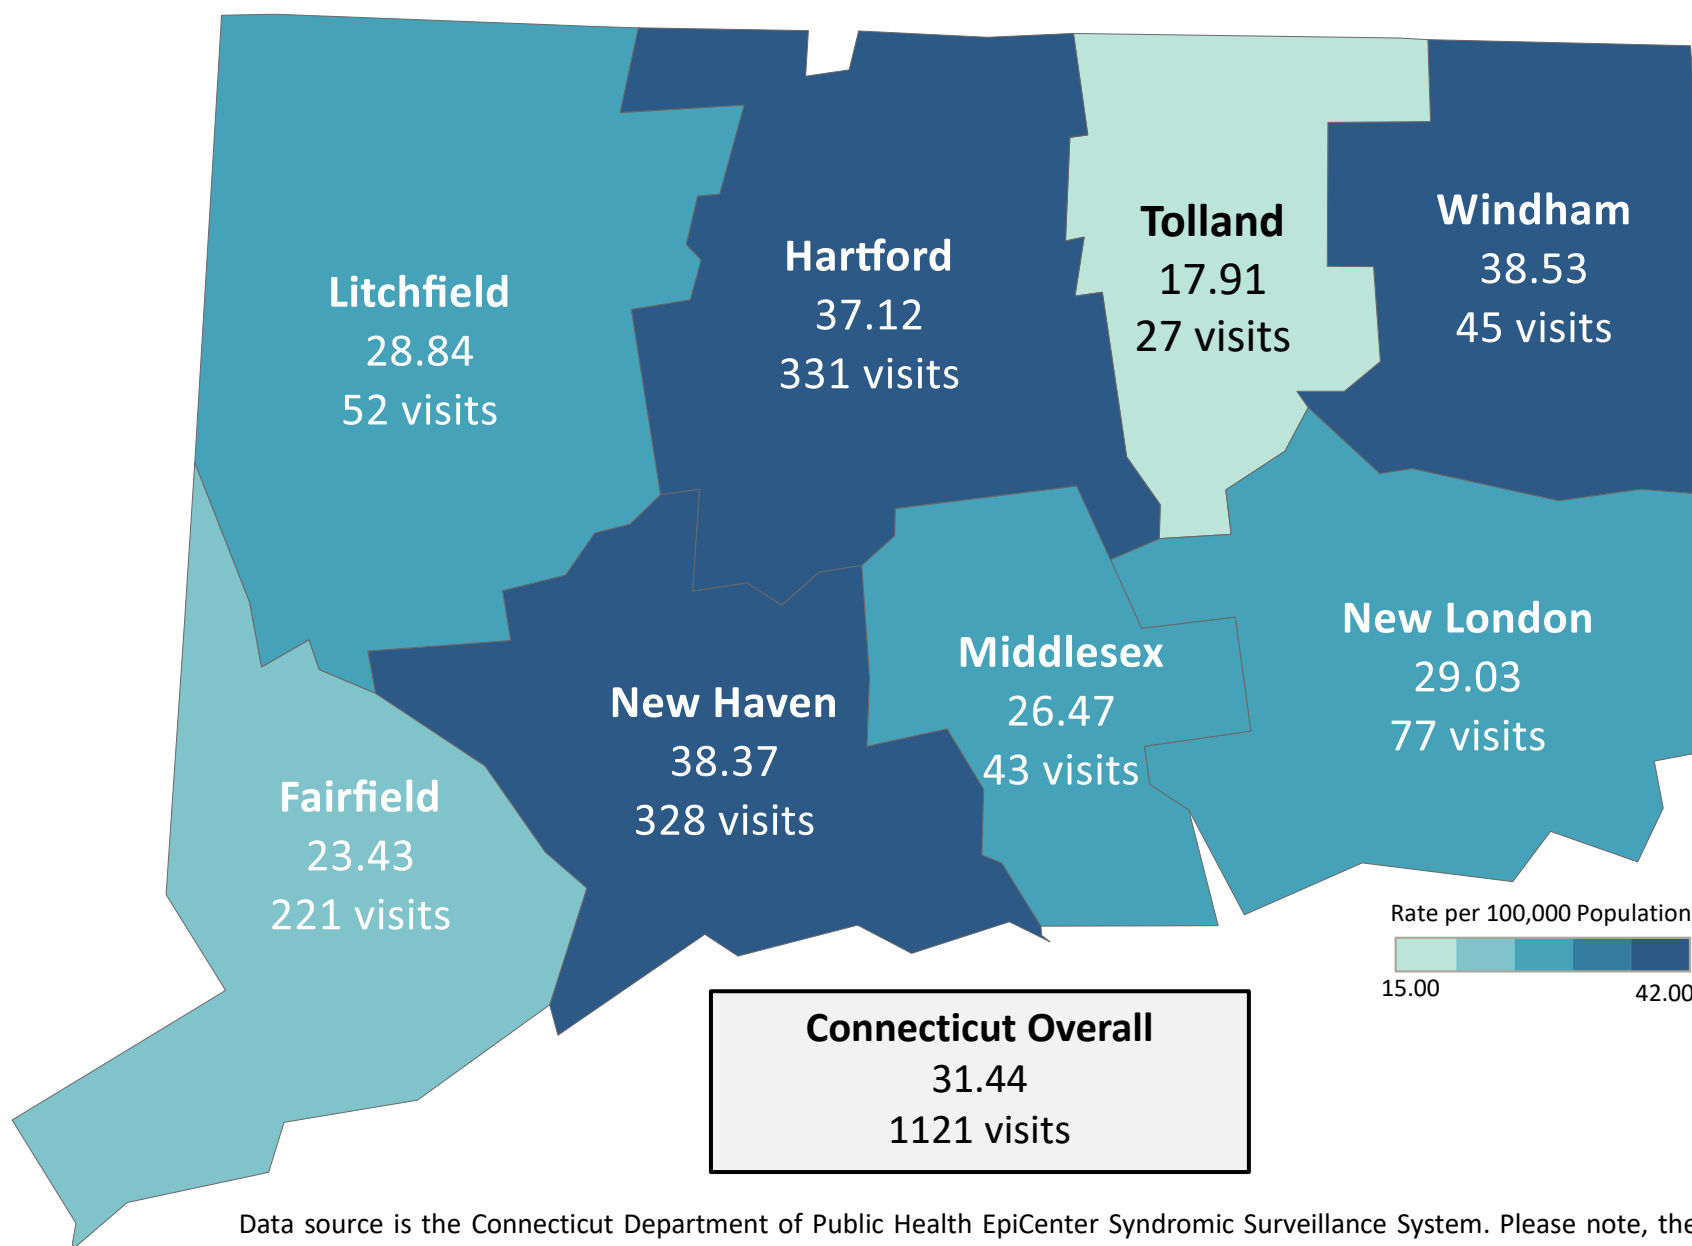 Litchfield
28.84
52 visits
Hartford
37.12
331 visits
Tolland
17.91
27 visits
Windham
38.53
45 visits
Fairfield
23.43
221 visits
New Haven
38.37
328 visits
Middlesex
26.47
43 visits
New London
29.03
77 visits
Rate per 100,000 Population
15.00
42.00
Connecticut Overall
31.44
1121 visits
Data source is the Connecticut Department of Public Health EpiCenter Syndromic Surveillance System. Please note, the